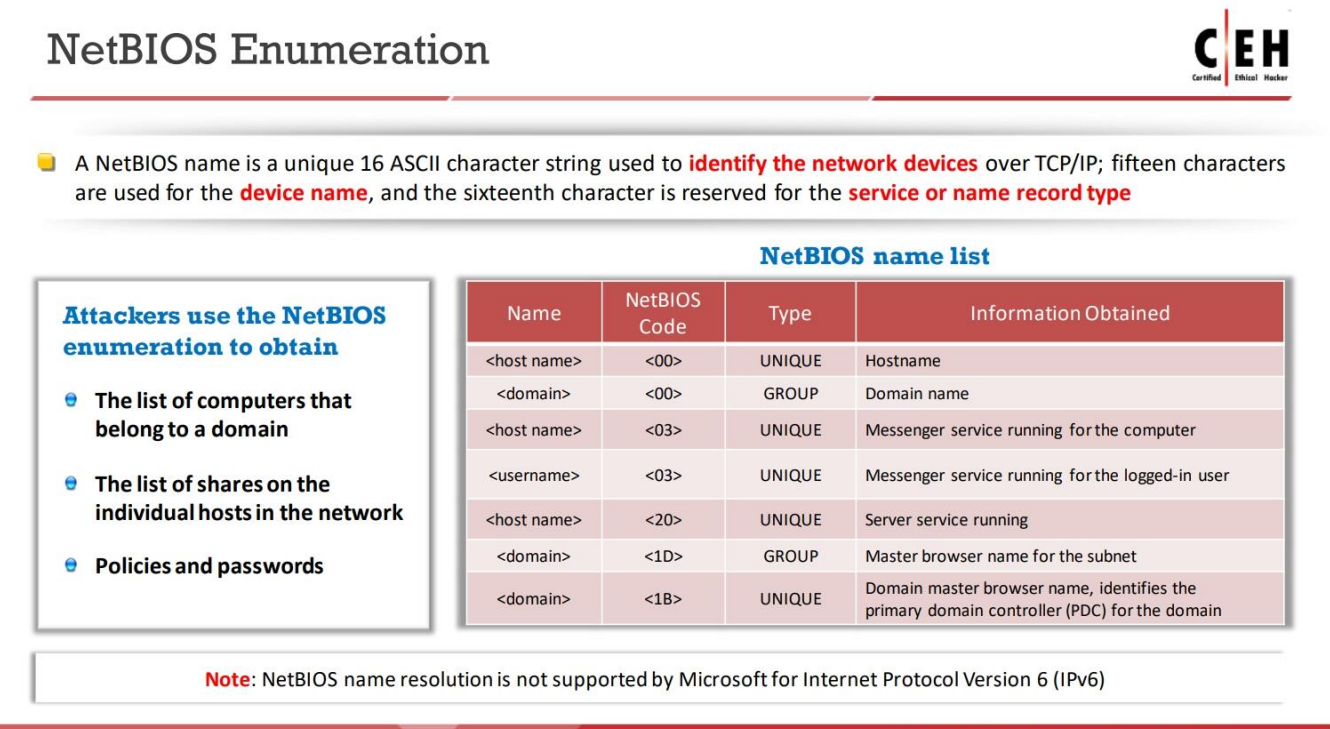 NetBIOS Enumeration
C|EH
Certified Ethical Hacker
A NetBIOS name is a unique 16 ASCII character string used to identify the network devices over TCP/IP; fifteen characters
are used for the device name, and the sixteenth character is reserved for the service or name record type
NetBIOS name list
Attackers use the NetBIOS
enumeration to obtain
The list of computers that
belong to a domain
The list of shares on the
individual hosts in the network
Policies and passwords
Name NetBIOS Code Type Information Obtained
<host name> <00> UNIQUE Hostname
<domain> <00> GROUP Domain name
<host name> <03> UNIQUE Messenger service running for the computer
<username> <03> UNIQUE Messenger service running for the logged-in user
<host name> <20> UNIQUE Server service running
<domain> <1D> GROUP Master browser name for the subnet
<domain> <1B> UNIQUE Domain master browser name, identifies the
primary domain controller (PDC) for the domain
Note: NetBIOS name resolution is not supported by Microsoft for Internet Protocol Version 6 (IPv6)